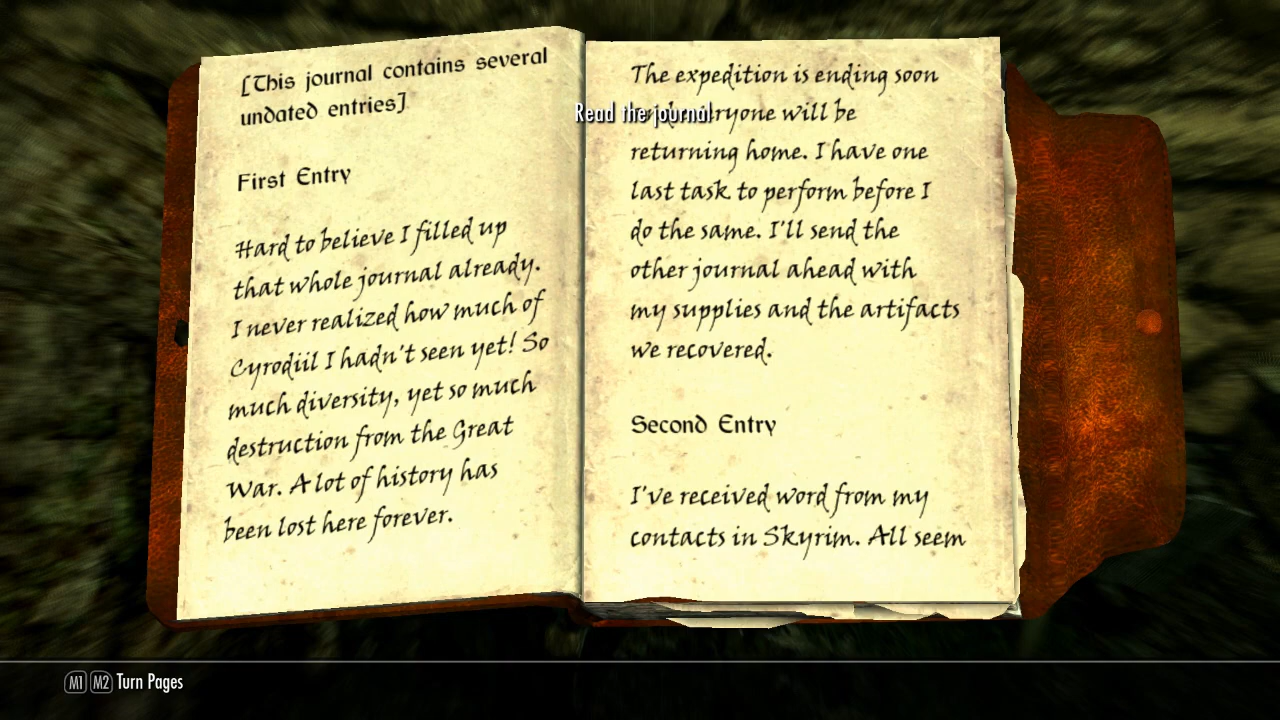 [This journal contains several
undated entries]
First Entry
Hard to believe I filled up
that whole journal already.
I never realized how much of
Cyrodiil I hadn't seen yet! So
much diversity, yet so much
destruction from the Great
War. A lot of history has
been lost here forever.
The expedition is ending soon
Read the journal
will be
returning home. I have one
last task to perform before I
do the same. I'll send the
other journal ahead with
my supplies and the artifacts
we recovered.
Second Entry
I've received word from my
contacts in Skyrim. All seem
M1 M2 Turn Pages